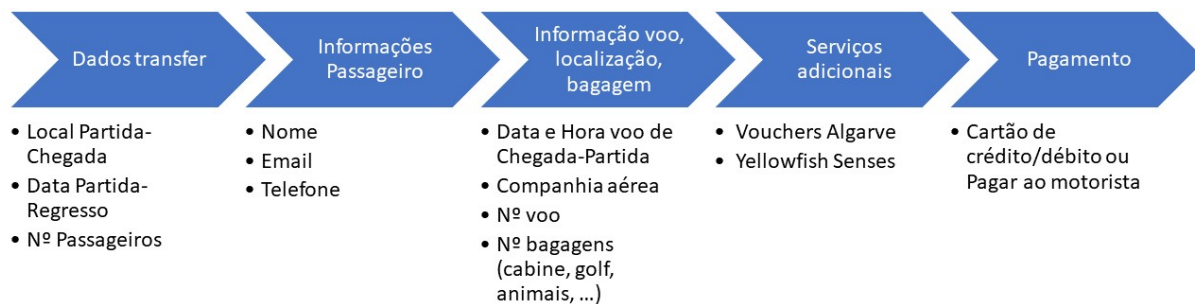 Dados transfer
Informações
Passageiro
Informação voo,
localização,
bagagem
Serviços
adicionais
Pagamento
• Local Partida-
Chegada
• Data Partida-
Regresso
• Nº Passageiros
• Nome
• Email
• Telefone
• Data e Hora voo de
Chegada-Partida
• Companhia aérea
• Nº voo
• Nº bagagens
(cabine, golf,
animais, ...)
• Vouchers Algarve
• Yellowfish Senses
• Cartão de
crédito/débito ou
Pagar ao motorista